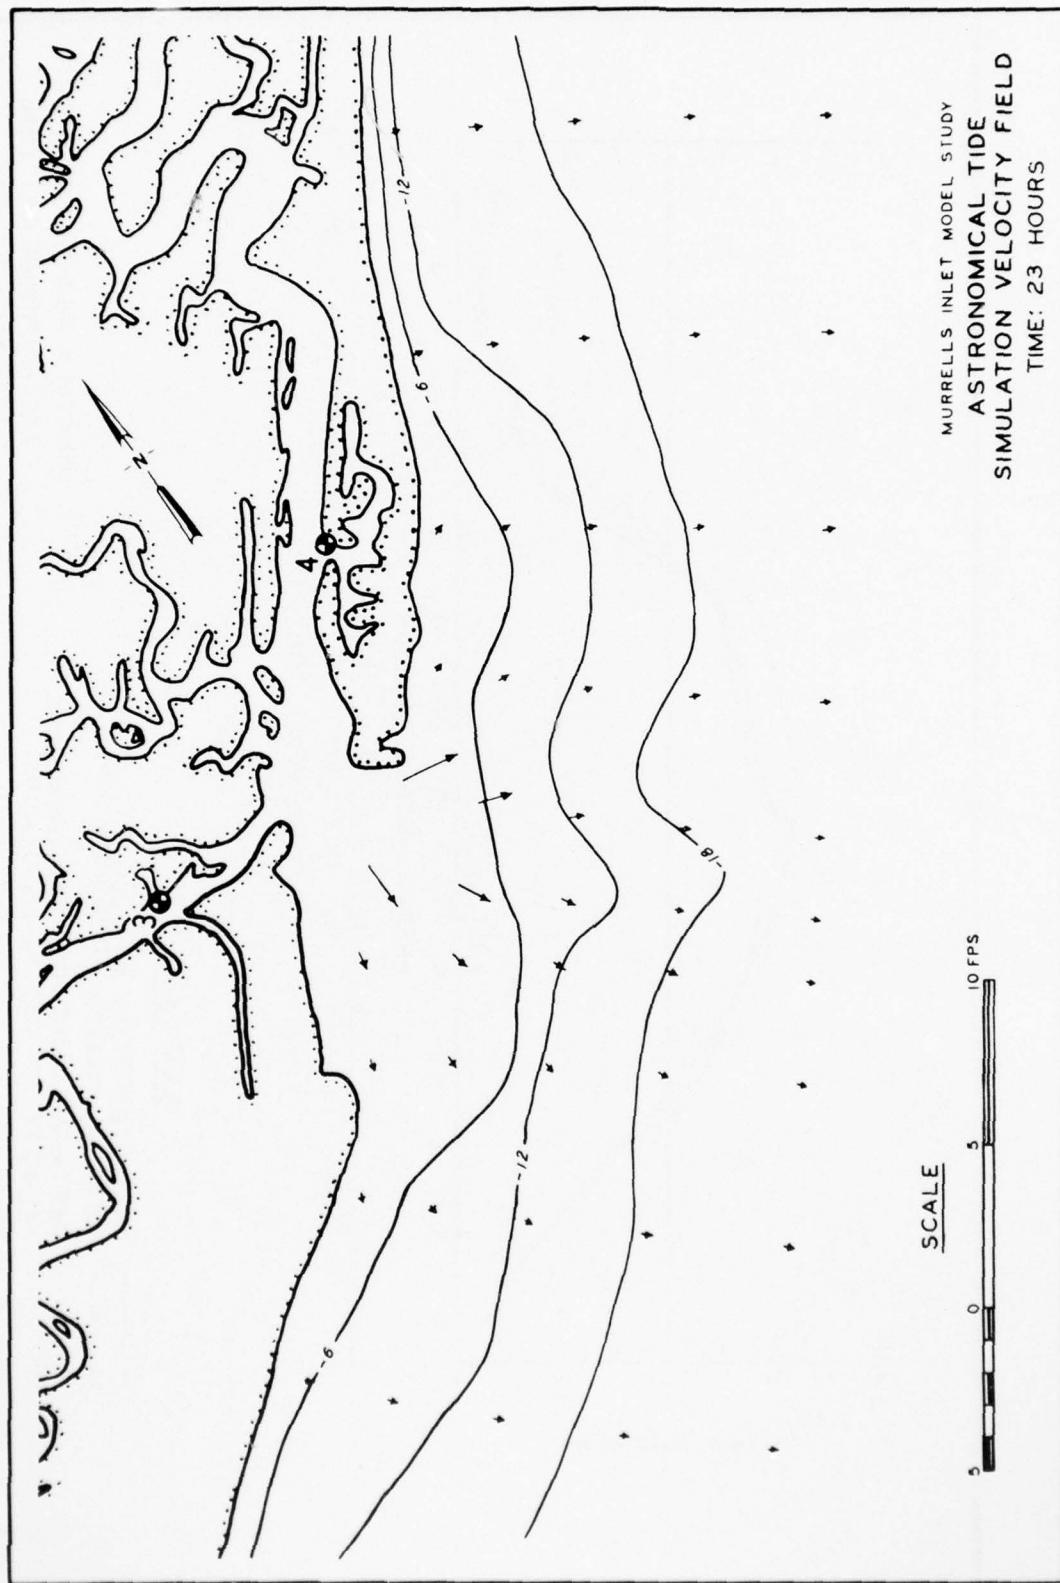 MURRELLS INLET MODEL STUDY
ASTRONOMICAL TIDE
SIMULATION VELOCITY FIELD
TIME: 23 HOURS
N
3
4
-6
-12
-6
-12
-18
SCALE
5 0 5 10 FPS